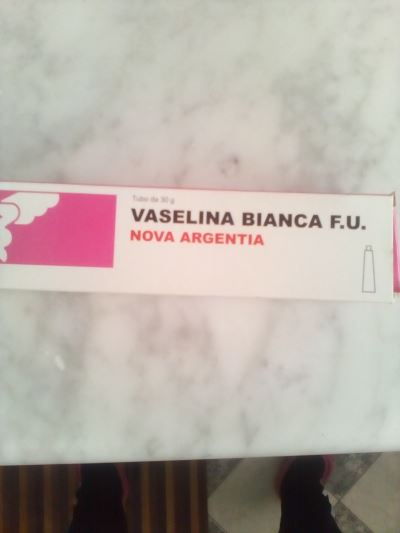 Tubo da 30 g
VASELINA BIANCA F.U.
NOVA ARGENTIA